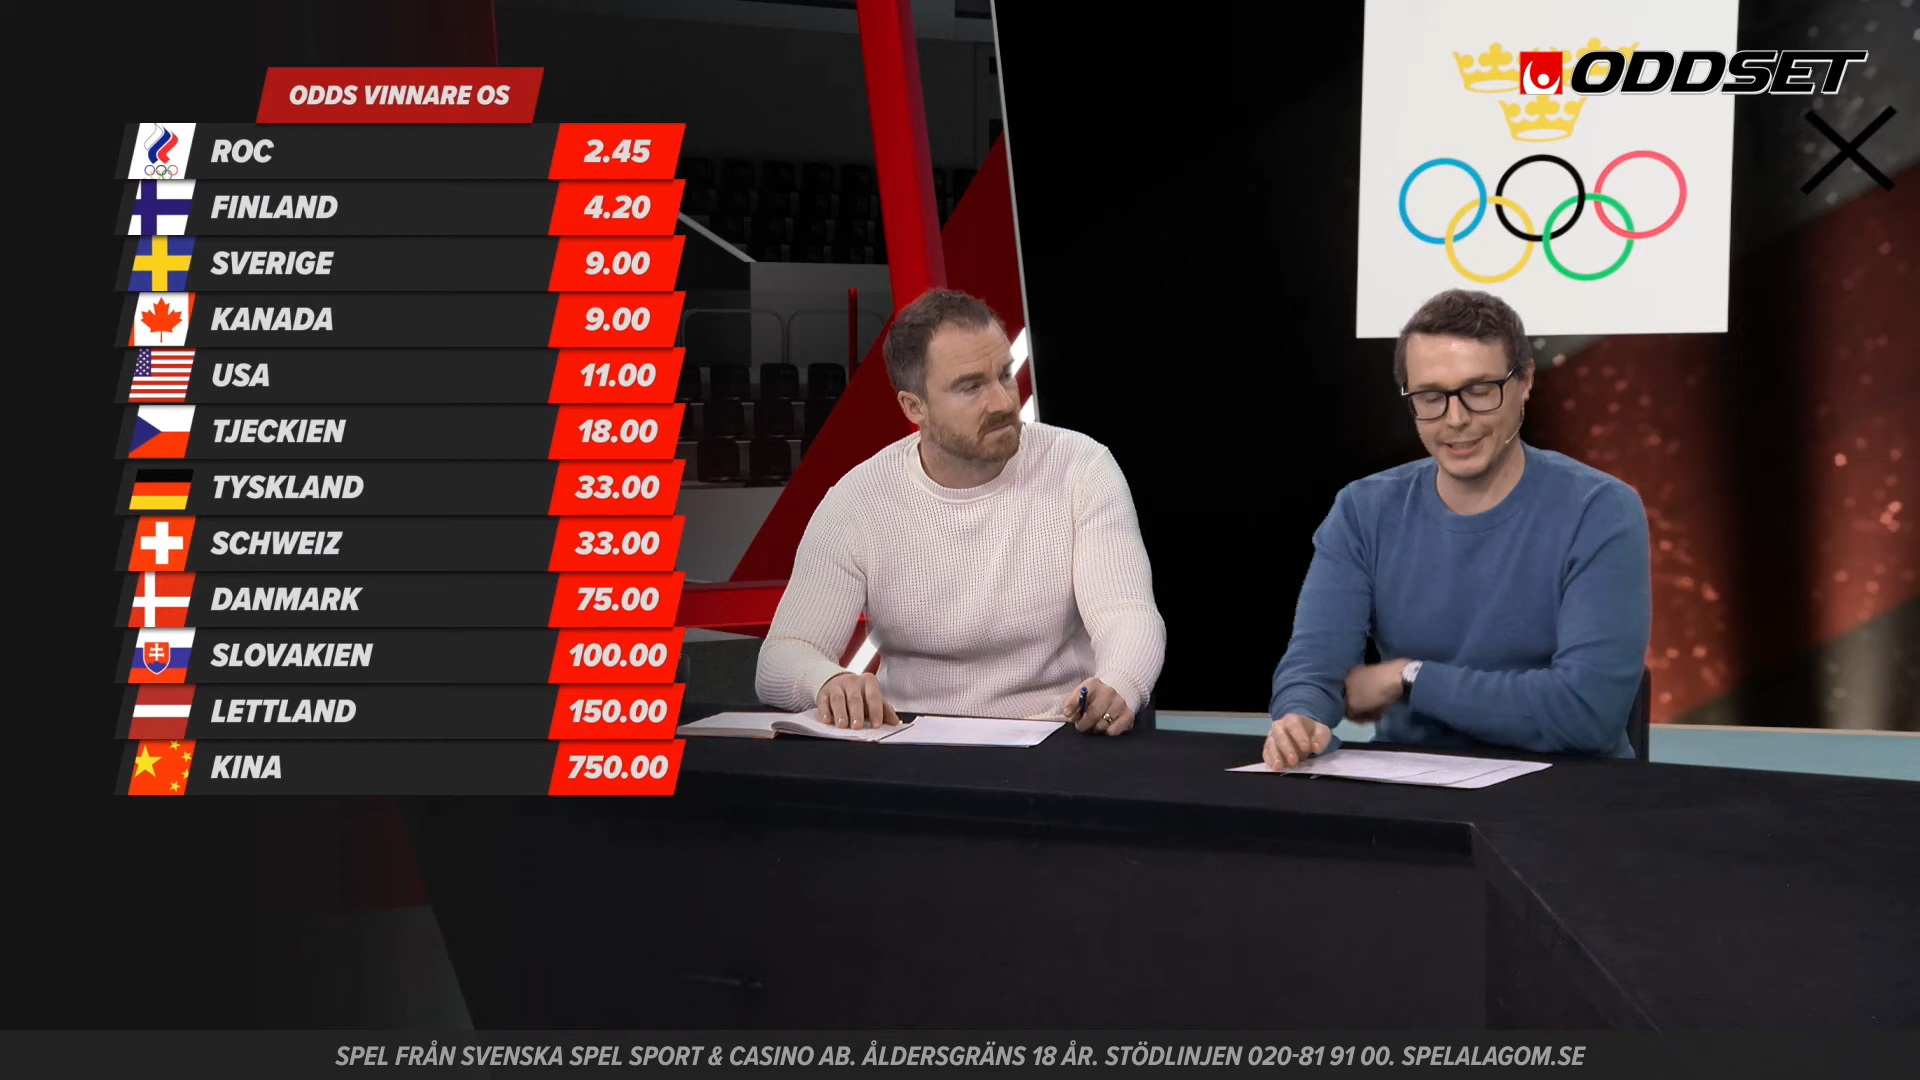 ODDSET
ODDS VINNARE OS
ROC 2.45
FINLAND 4.20
SVERIGE 9.00
KANADA 9.00
USA 11.00
TJECKIEN 18.00
TYSKLAND 33.00
SCHWEIZ 33.00
DANMARK 75.00
SLOVAKIEN 100.00
LETTLAND 150.00
KINA 750.00
SPEL FRÅN SVENSKA SPEL SPORT & CASINO AB. ÅLDERSGRÄNS 18 ÅR. STÖDLINJEN 020-81 91 00. SPELALAGOM.SE